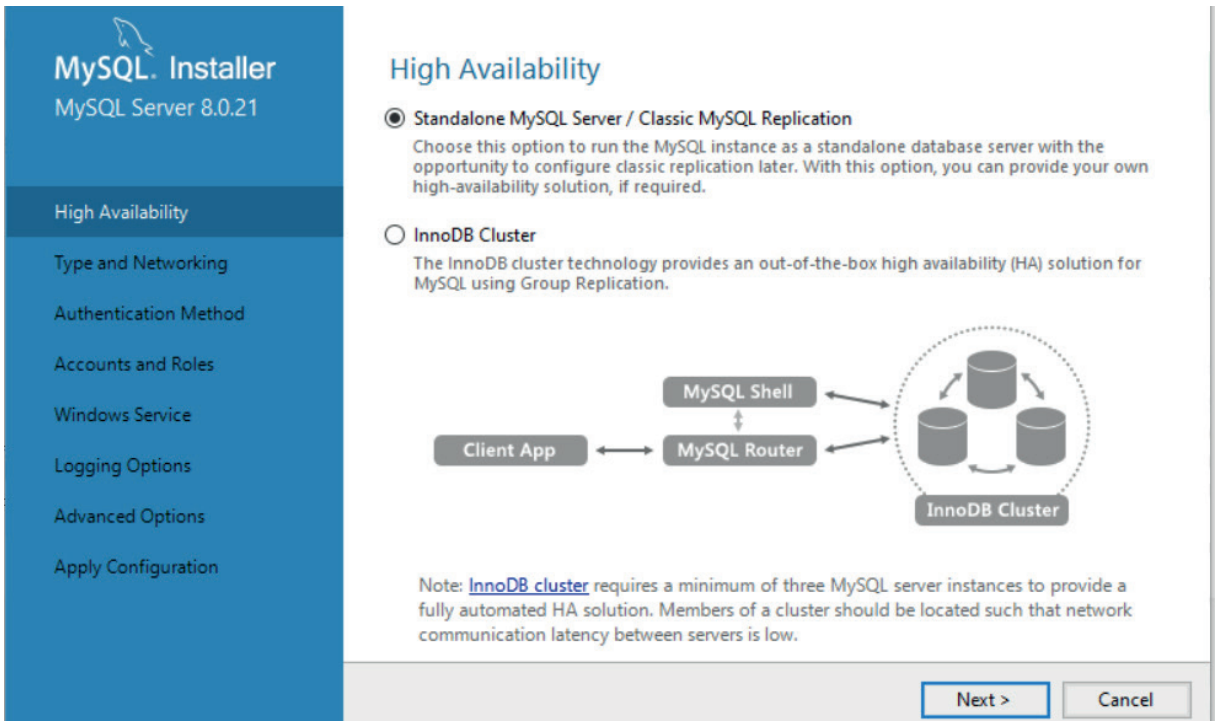 MySQL. Installer
MySQL Server 8.0.21
High Availability
Type and Networking
Authentication Method
Accounts and Roles
Windows Service
Logging Options
Advanced Options
Apply Configuration
High Availability
Standalone MySQL Server / Classic MySQL Replication
Choose this option to run the MySQL instance as a standalone database server with the
opportunity to configure classic replication later. With this option, you can provide your own
high-availability solution, if required.
InnoDB Cluster
The InnoDB cluster technology provides an out-of-the-box high availability (HA) solution for
MySQL using Group Replication.
MySQL Shell
Client App
MySQL Router
InnoDB Cluster
Note: InnoDB cluster requires a minimum of three MySQL server instances to provide a
fully automated HA solution. Members of a cluster should be located such that network
communication latency between servers is low.
Next >
Cancel